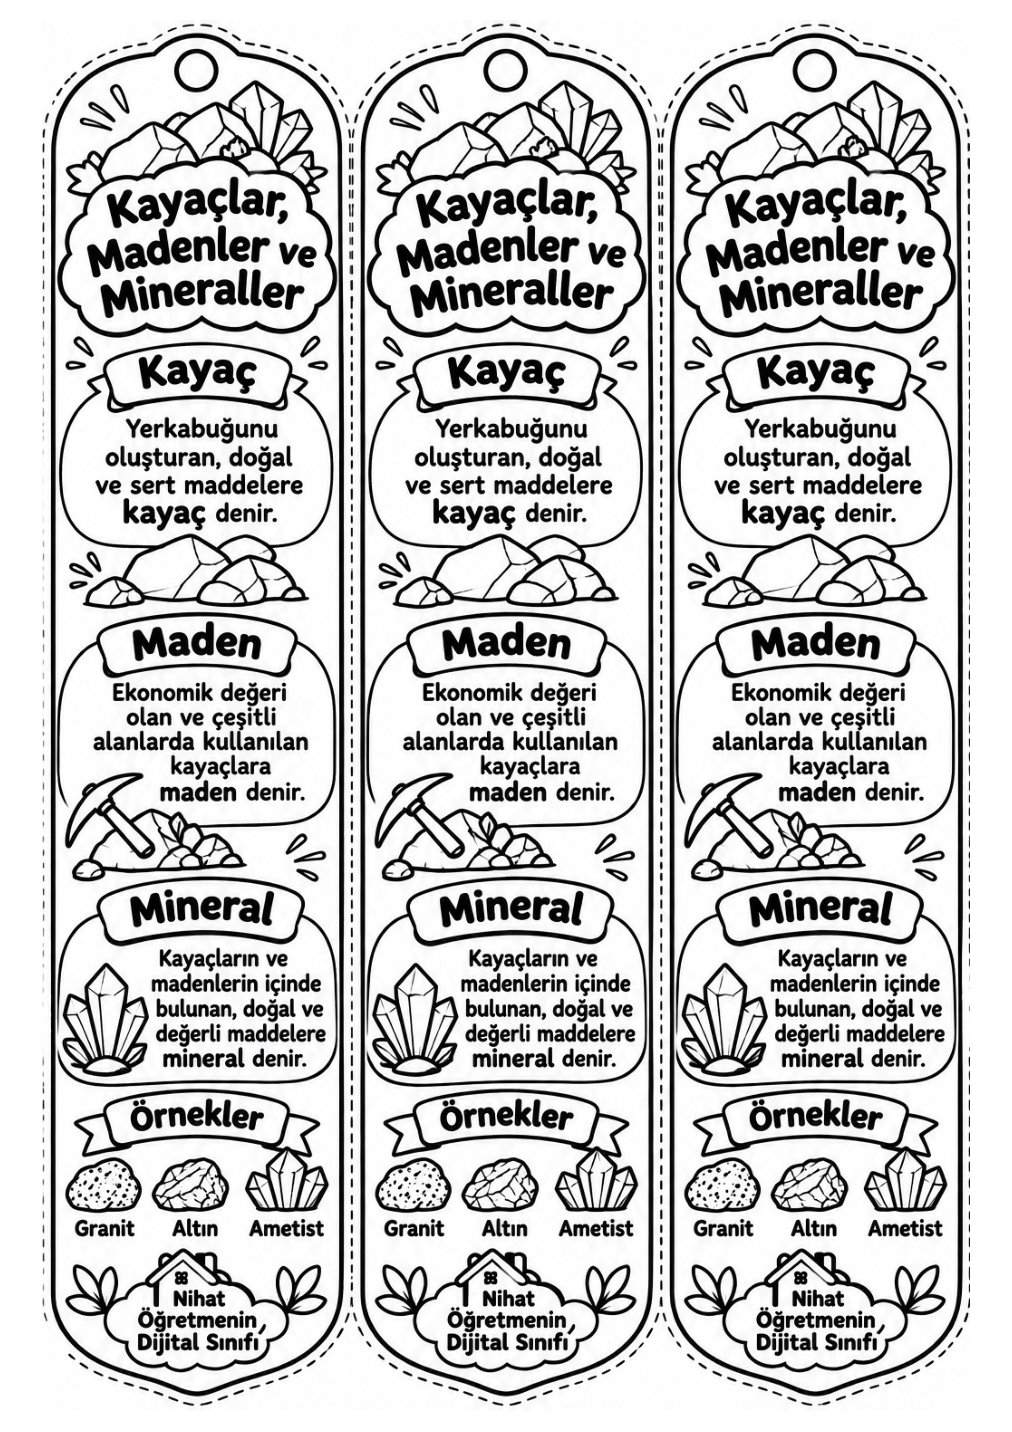 Kayaçlar,
Madenler ve
Mineraller
Kayaç
Yerkabuğunu
oluşturan, doğal
ve sert maddelere
kayaç denir.
Maden
Ekonomik değeri
olan ve çeşitli
alanlarda kullanılan
kayaçlara
maden denir.
Mineral
Kayaçların ve
madenlerin içinde
bulunan, doğal ve
değerli maddelere
mineral denir.
Örnekler
Granit Altın Ametist
Nihat
Öğretmenin
Dijital Sınıfı
Kayaçlar,
Madenler ve
Mineraller
Kayaç
Yerkabuğunu
oluşturan, doğal
ve sert maddelere
kayaç denir.
Maden
Ekonomik değeri
olan ve çeşitli
alanlarda kullanılan
kayaçlara
maden denir.
Mineral
Kayaçların ve
madenlerin içinde
bulunan, doğal ve
değerli maddelere
mineral denir.
Örnekler
Granit Altın Ametist
Nihat
Öğretmenin
Dijital Sınıfı
Kayaçlar,
Madenler ve
Mineraller
Kayaç
Yerkabuğunu
oluşturan, doğal
ve sert maddelere
kayaç denir.
Maden
Ekonomik değeri
olan ve çeşitli
alanlarda kullanılan
kayaçlara
maden denir.
Mineral
Kayaçların ve
madenlerin içinde
bulunan, doğal ve
değerli maddelere
mineral denir.
Örnekler
Granit Altın Ametist
Nihat
Öğretmenin
Dijital Sınıfı